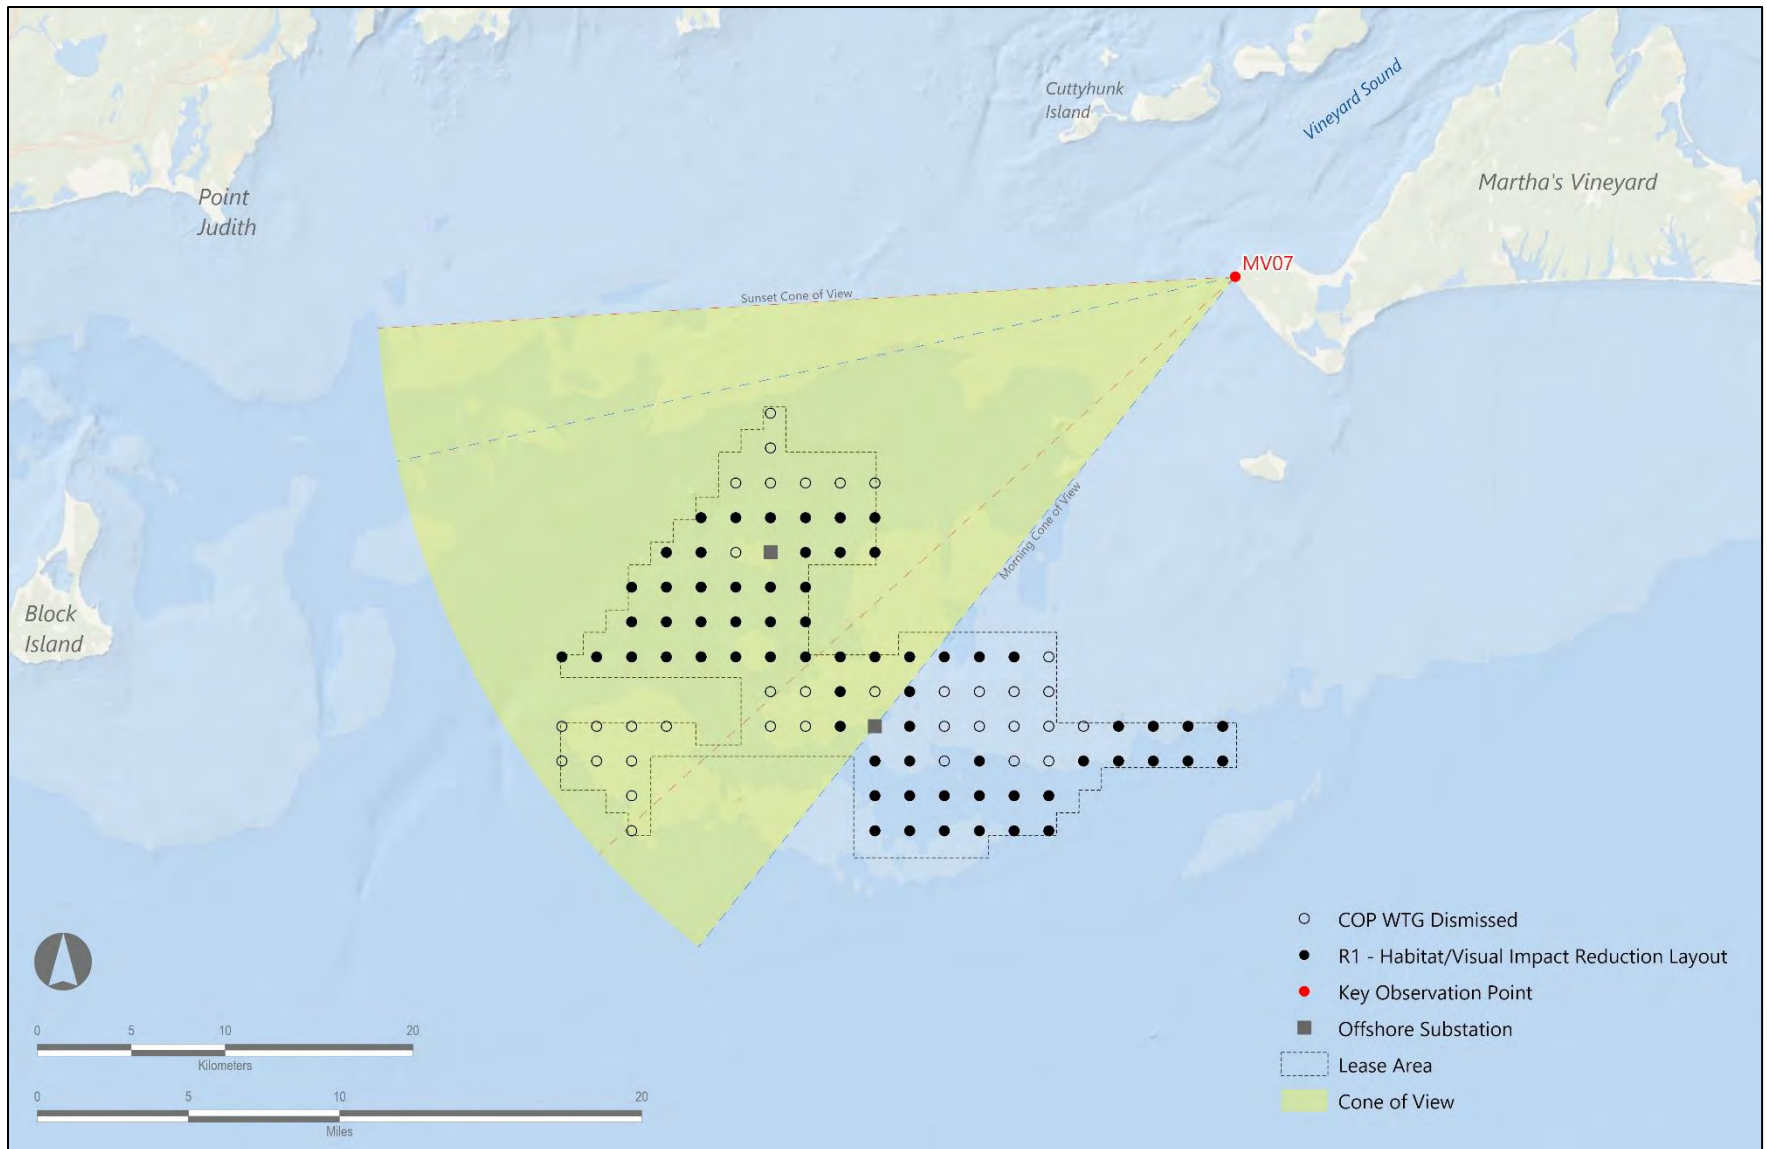 Cuttyhunk
Island
Vineyard Sound
Martha's Vineyard
Point
Judith
MV07
Sunset Cone of View
Morning Cone of View
Block
Island
COP WTG Dismissed
R1 - Habitat/Visual Impact Reduction Layout
Key Observation Point
Offshore Substation
Lease Area
Cone of View
0 5 10 20
Kilometers
0 5 10 20
Miles